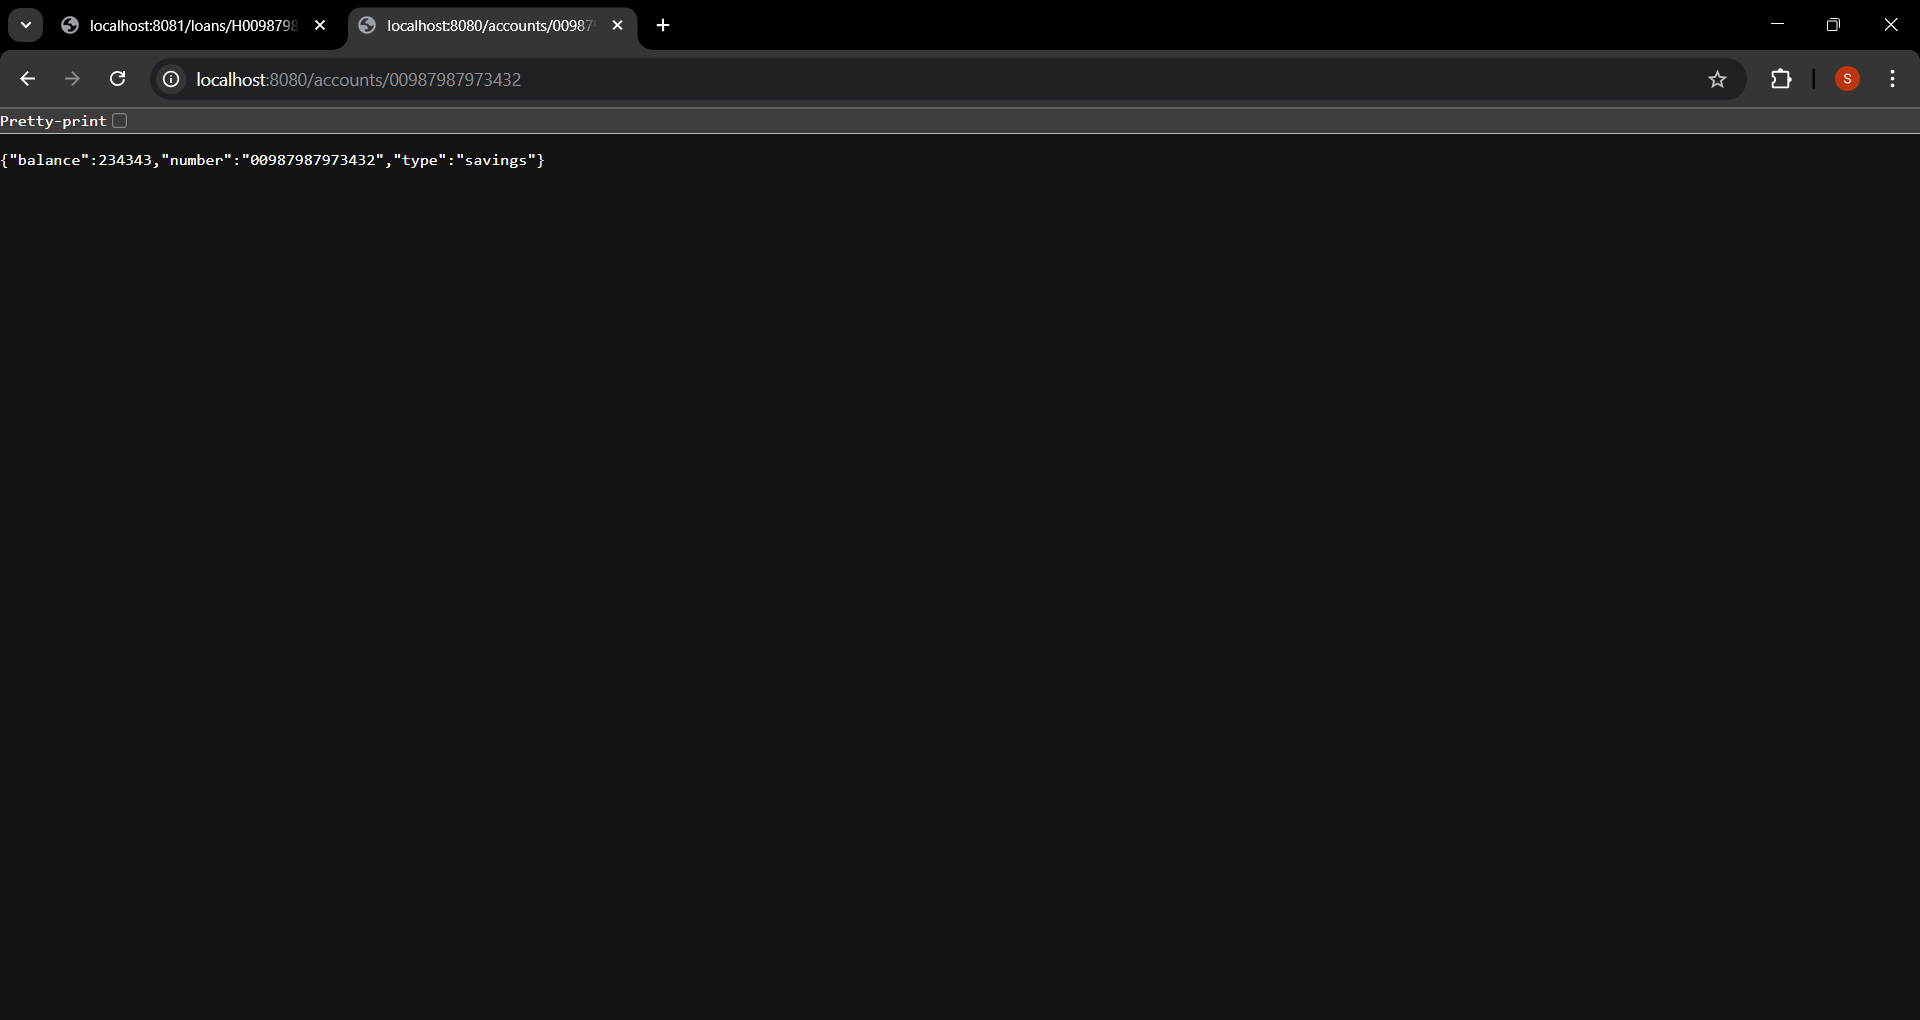 localhost:8081/loans/H0098798
localhost:8080/accounts/00987
localhost:8080/accounts/00987987973432
S
Pretty-print
{"balance":234343,"number":"00987987973432","type":"savings"}